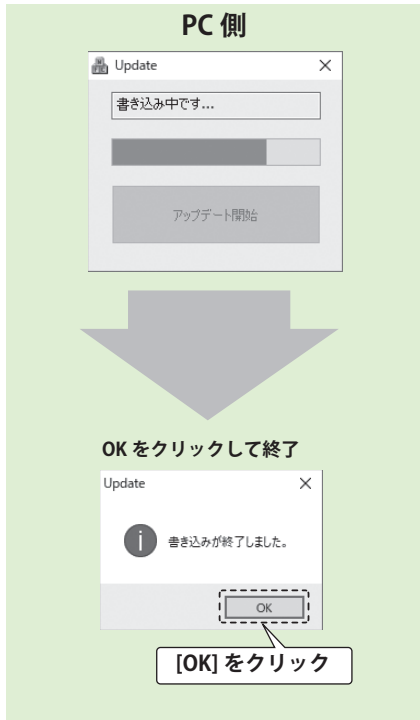 PC 側
Update
書き込み中です...
アップデート開始
OK をクリックして終了
Update
書き込みが終了しました。
OK
[OK] をクリック